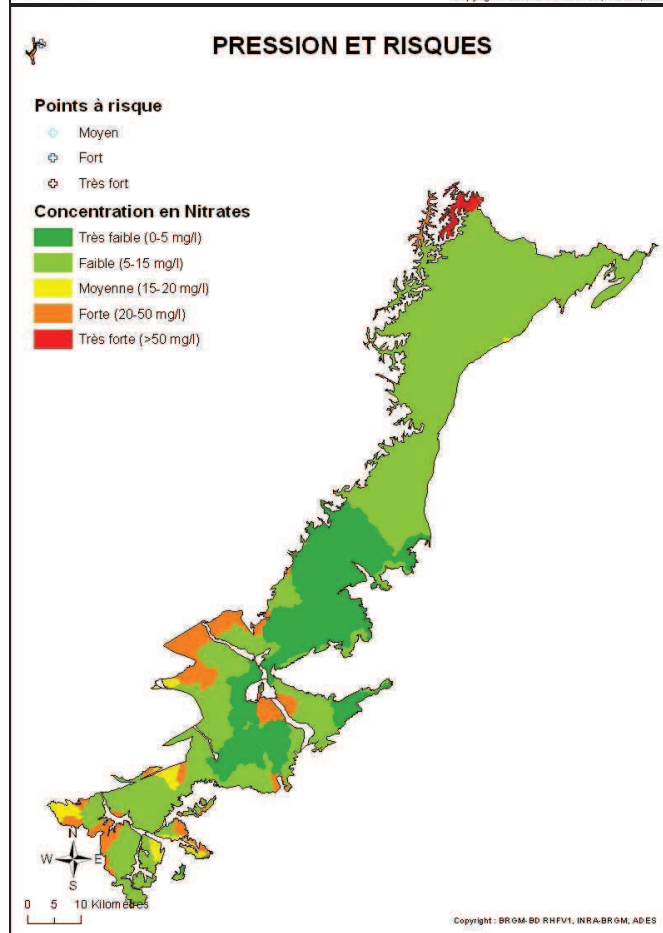 PRESSION ET RISQUES
Points à risque
Moyen
Fort
Très fort
Concentration en Nitrates
Très faible (0-5 mg/l)
Faible (5-15 mg/l)
Moyenne (15-20 mg/l)
Forte (20-50 mg/l)
Très forte (>50 mg/l)
N
W E
S
0 5 10 Kilomètres
Copyright : BRGM-BD RHFV1, INRA-BRGM, ADES